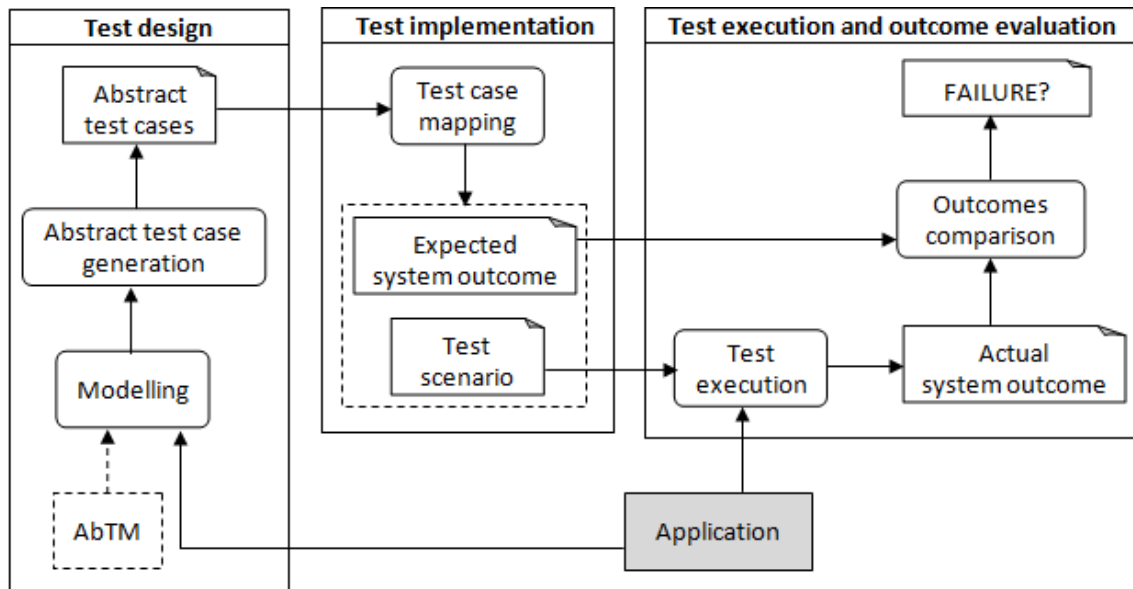 Test design
Abstract
test cases
Abstract test case
generation
Modelling
AbTM
Test implementation
Test case
mapping
Expected
system outcome
Test
scenario
Test execution and outcome evaluation
FAILURE?
Outcomes
comparison
Test
execution
Actual
system outcome
Application